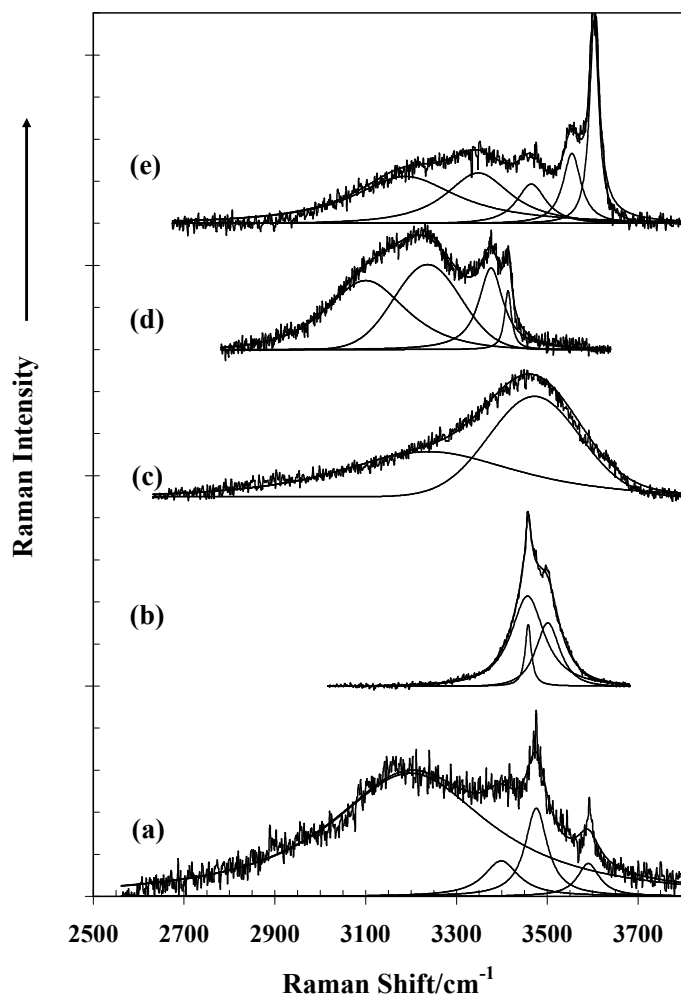 (e)
(d)
(c)
(b)
(a)
Raman Intensity
2500 2700 2900 3100 3300 3500 3700
Raman Shift/cm-1